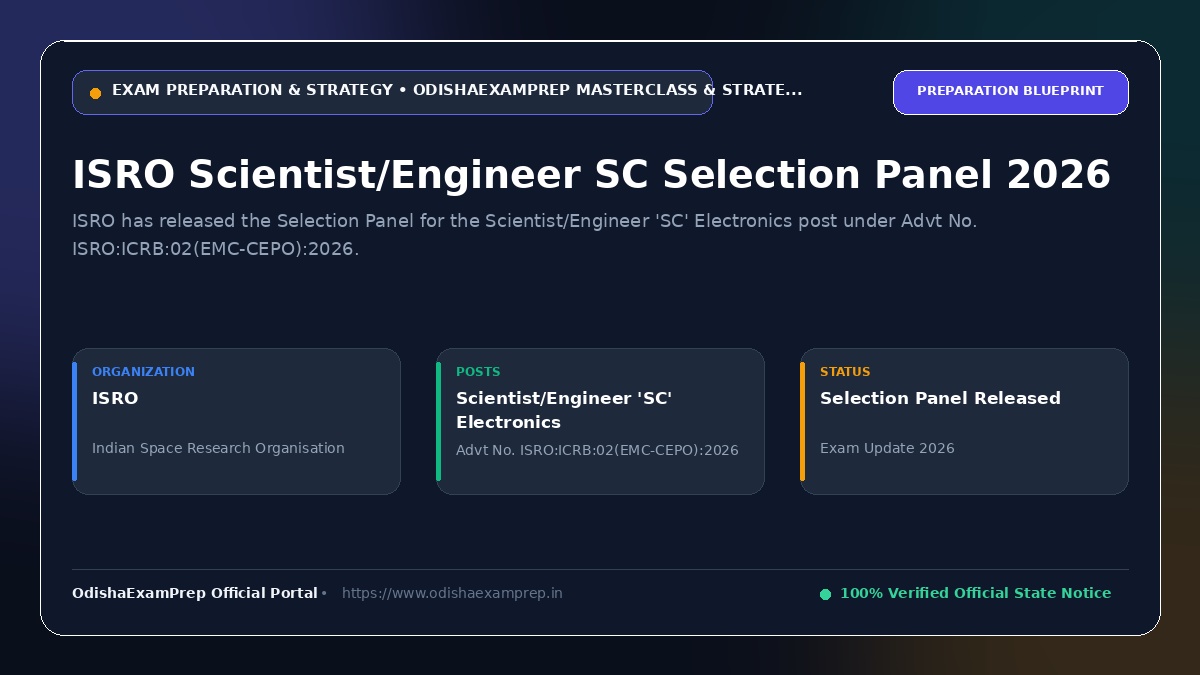 EXAM PREPARATION & STRATEGY • ODISHAEXAMPREP MASTERCLASS & STRATE...
PREPARATION BLUEPRINT
ISRO Scientist/Engineer SC Selection Panel 2026
ISRO has released the Selection Panel for the Scientist/Engineer 'SC' Electronics post under Advt No.
ISRO:ICRB:02(EMC-CEPO):2026.
ORGANIZATION
ISRO
Indian Space Research Organisation
POSTS
Scientist/Engineer 'SC'
Electronics
Advt No. ISRO:ICRB:02(EMC-CEPO):2026
STATUS
Selection Panel Released
Exam Update 2026
OdishaExamPrep Official Portal • https://www.odishaexamprep.in
100% Verified Official State Notice